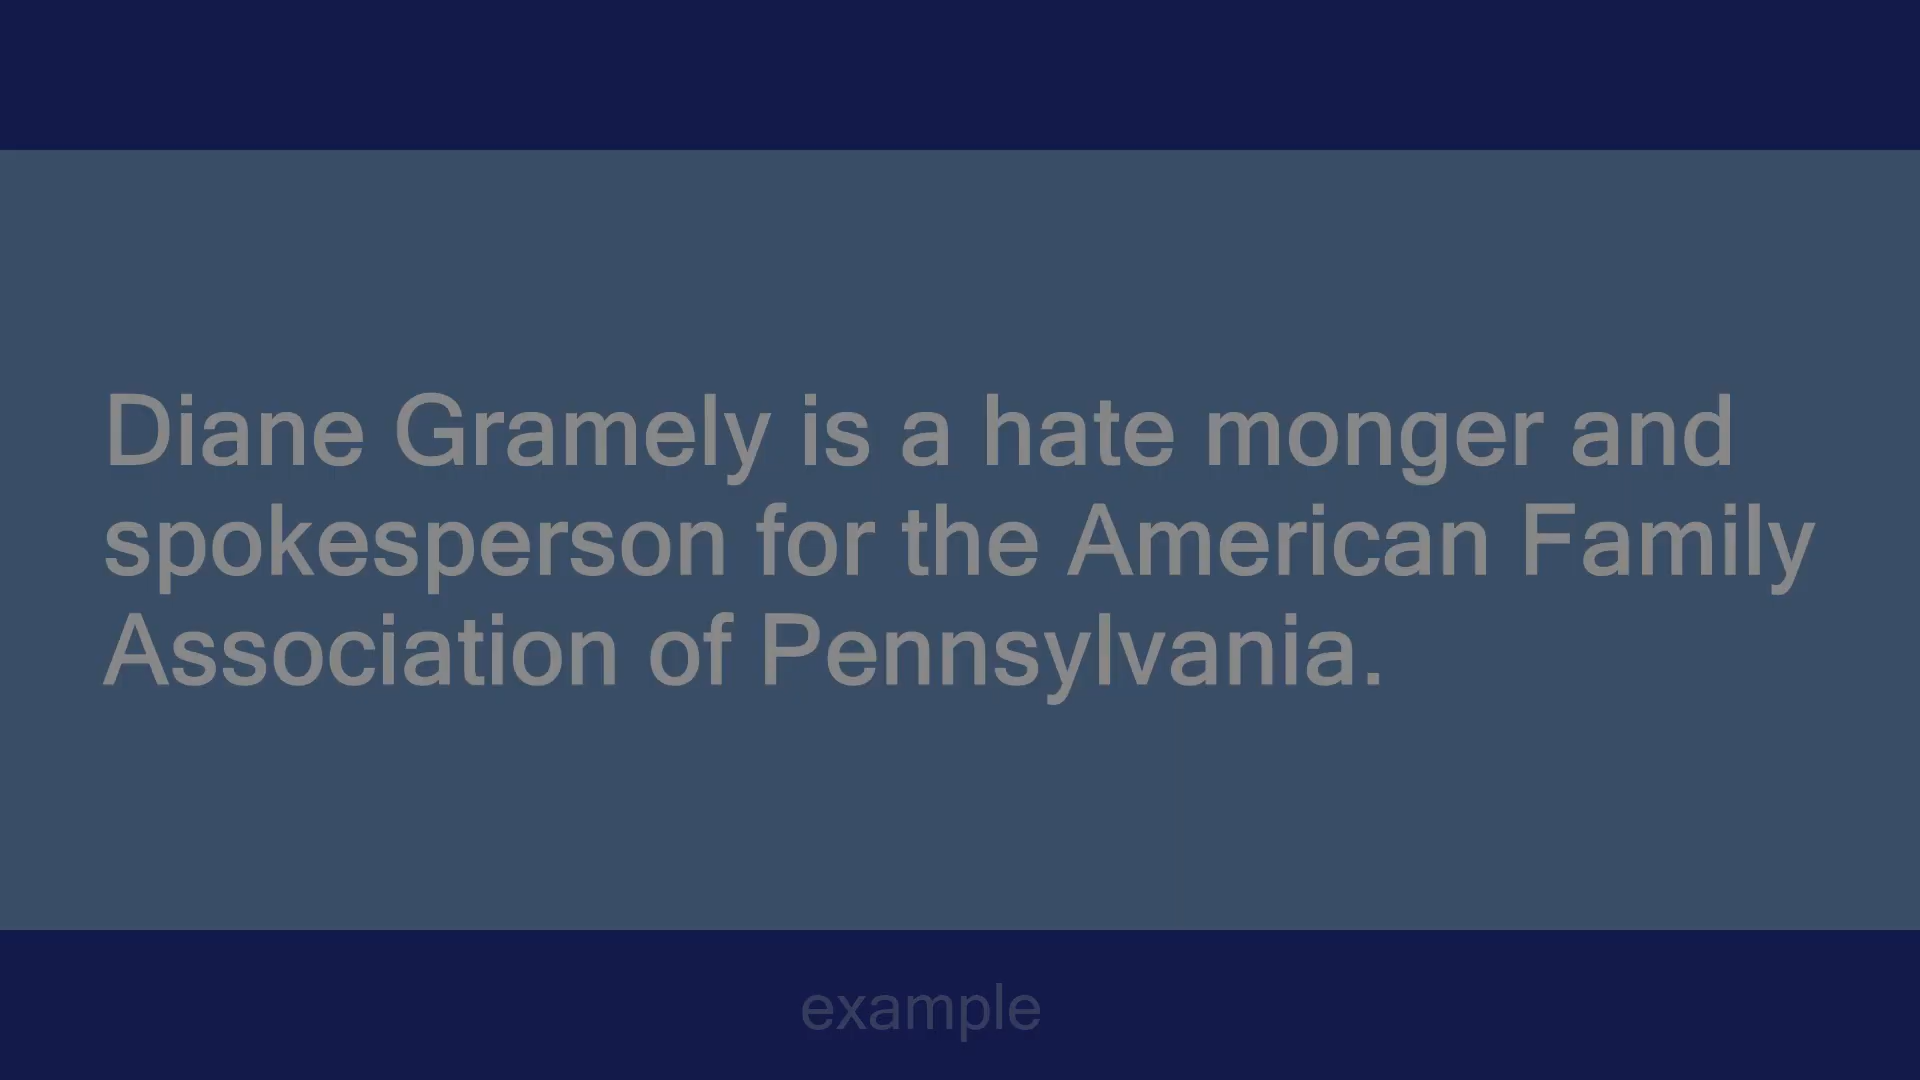 Diane Gramely is a hate monger and
spokesperson for the American Family
Association of Pennsylvania.
example